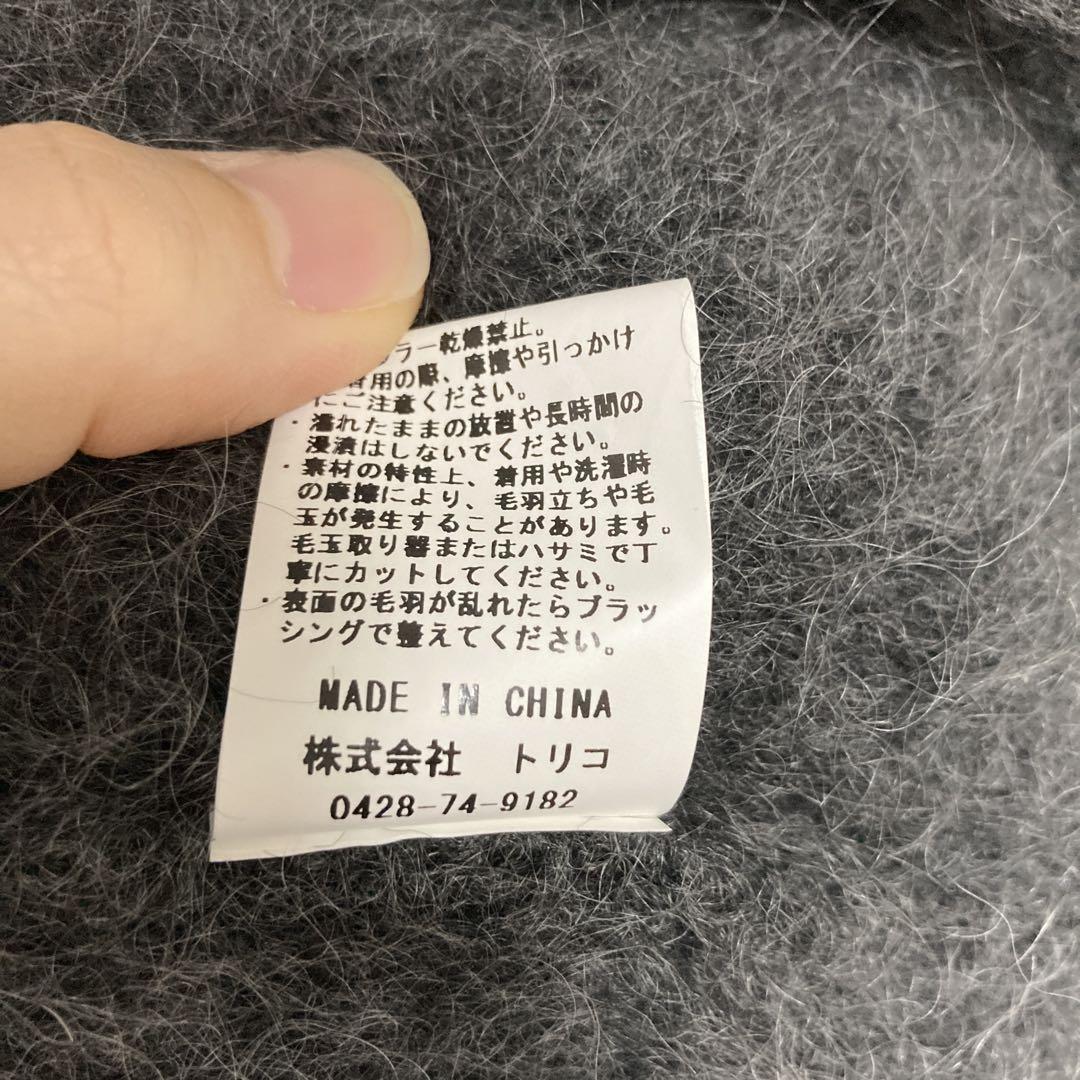 ラー乾燥禁止。
着用の際、摩擦や引っかけ
にご注意ください。
・濡れたままの放置や長時間の
浸漬はしないでください。
・素材の特性上、着用や洗濯時
の摩擦により、毛羽立ちや毛
玉が発生することがあります。
毛玉取り器またはハサミで丁
寧にカットしてください。
・表面の毛羽が乱れたらブラッ
シングで整えてください。
MADE IN CHINA
株式会社 トリコ
0428-74-9182